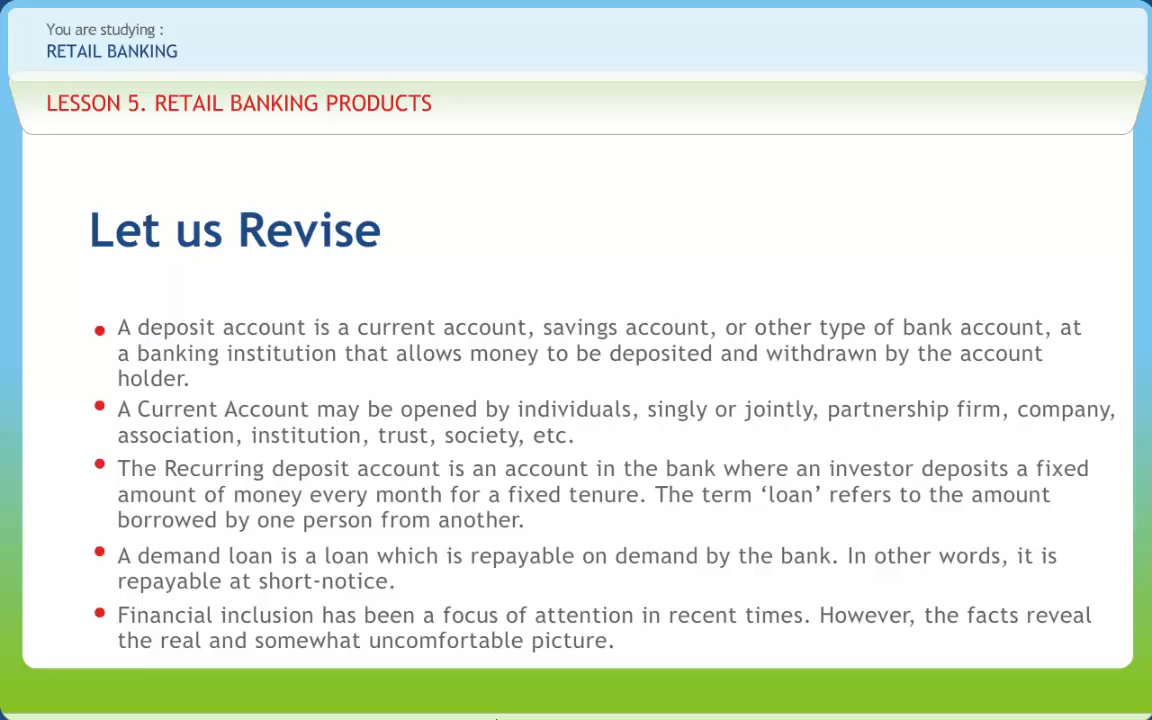 You are studying :
RETAIL BANKING
LESSON 5. RETAIL BANKING PRODUCTS
Let us Revise
• A deposit account is a current account, savings account, or other type of bank account, at
a banking institution that allows money to be deposited and withdrawn by the account
holder.
• A Current Account may be opened by individuals, singly or jointly, partnership firm, company,
association, institution, trust, society, etc.
• The Recurring deposit account is an account in the bank where an investor deposits a fixed
amount of money every month for a fixed tenure. The term ‘loan’ refers to the amount
borrowed by one person from another.
• A demand loan is a loan which is repayable on demand by the bank. In other words, it is
repayable at short-notice.
• Financial inclusion has been a focus of attention in recent times. However, the facts reveal
the real and somewhat uncomfortable picture.